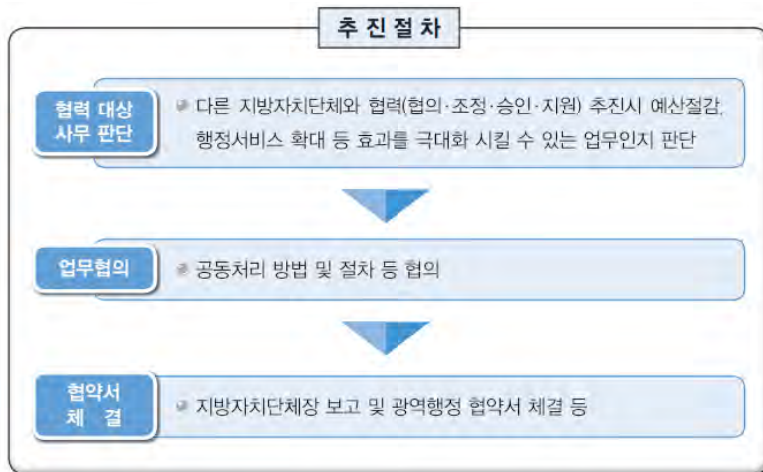 추진절차
협력 대상
사무 판단
다른 지방자치단체와 협력(협의·조정·승인·지원) 추진시 예산절감,
행정서비스 확대 등 효과를 극대화 시킬 수 있는 업무인지 판단
업무협의
공동처리 방법 및 절차 등 협의
협약서
체 결
지방자치단체장 보고 및 광역행정 협약서 체결 등